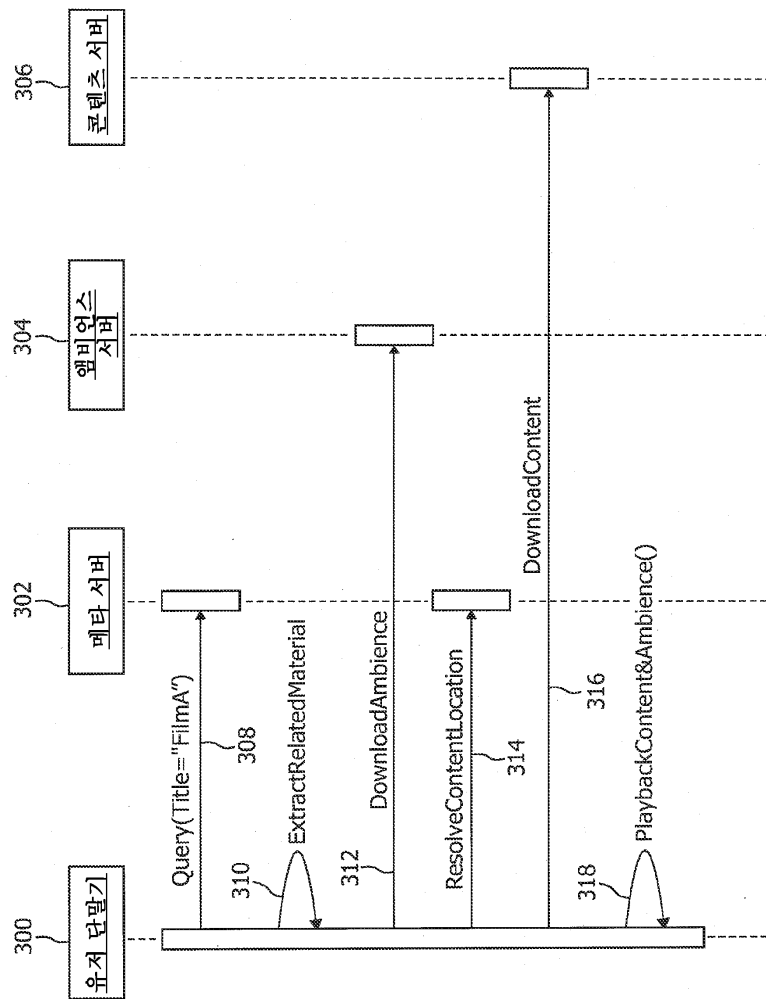 300
유저 단말기
302
메타 서버
304
앰비언스
서버
306
콘텐츠 서버
Query(Title="FilmA")
308
310
ExtractRelatedMaterial
312
DownloadAmbience
ResolveContentLocation
314
DownloadContent
316
318
PlaybackContent&Ambience()